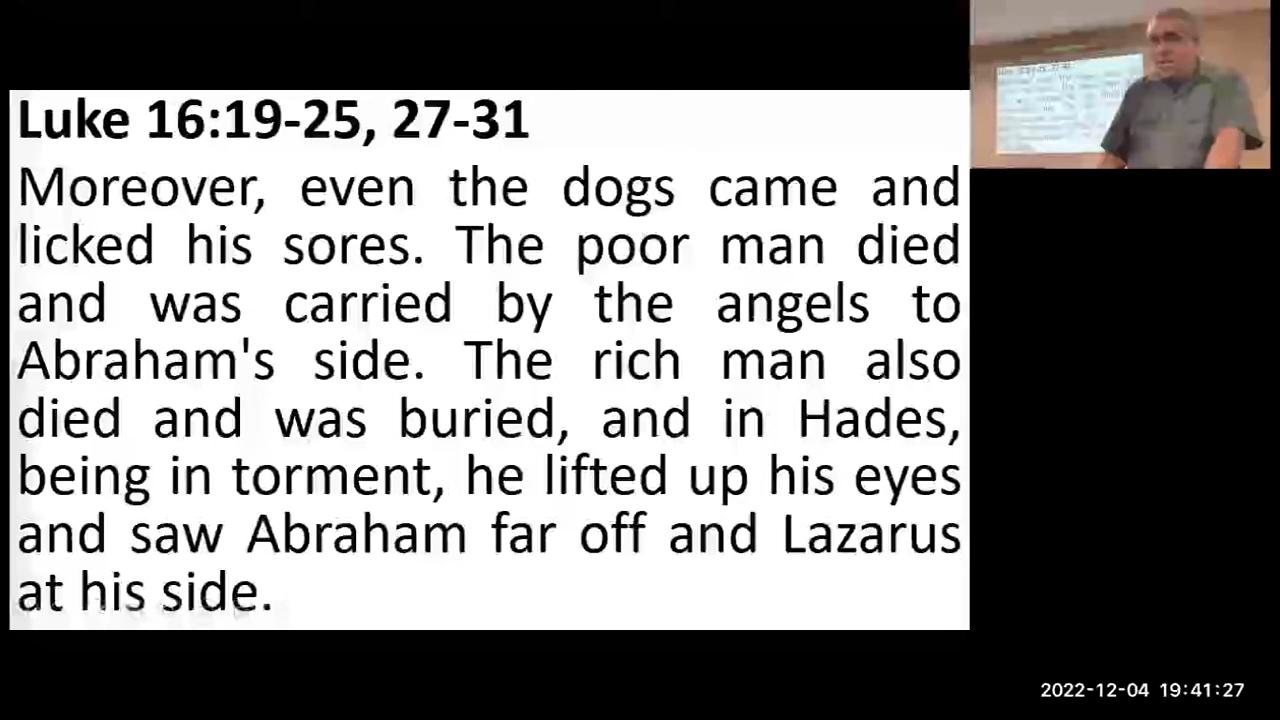 Luke 16:19-25, 27-31
Moreover, even the dogs came and
licked his sores. The poor man died
and was carried by the angels to
Abraham's side. The rich man also
died and was buried, and in Hades,
being in torment, he lifted up his eyes
and saw Abraham far off and Lazarus
at his side.
2022-12-04 19:41:27